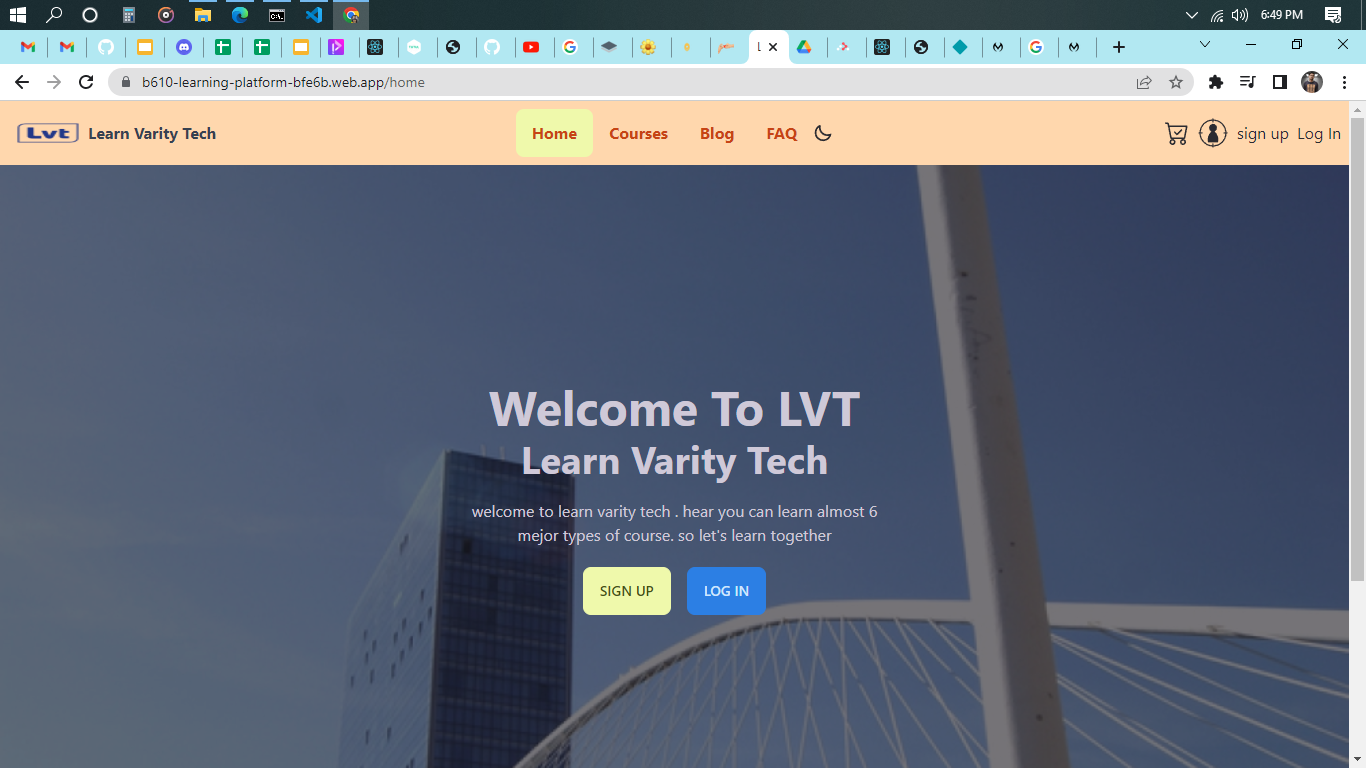 6:49 PM
L
b610-learning-platform-bfe6b.web.app/home
Lvt Learn Varity Tech Home Courses Blog FAQ sign up Log In
Welcome To LVT
Learn Varity Tech
welcome to learn varity tech . hear you can learn almost 6
mejor types of course. so let's learn together
SIGN UP LOG IN